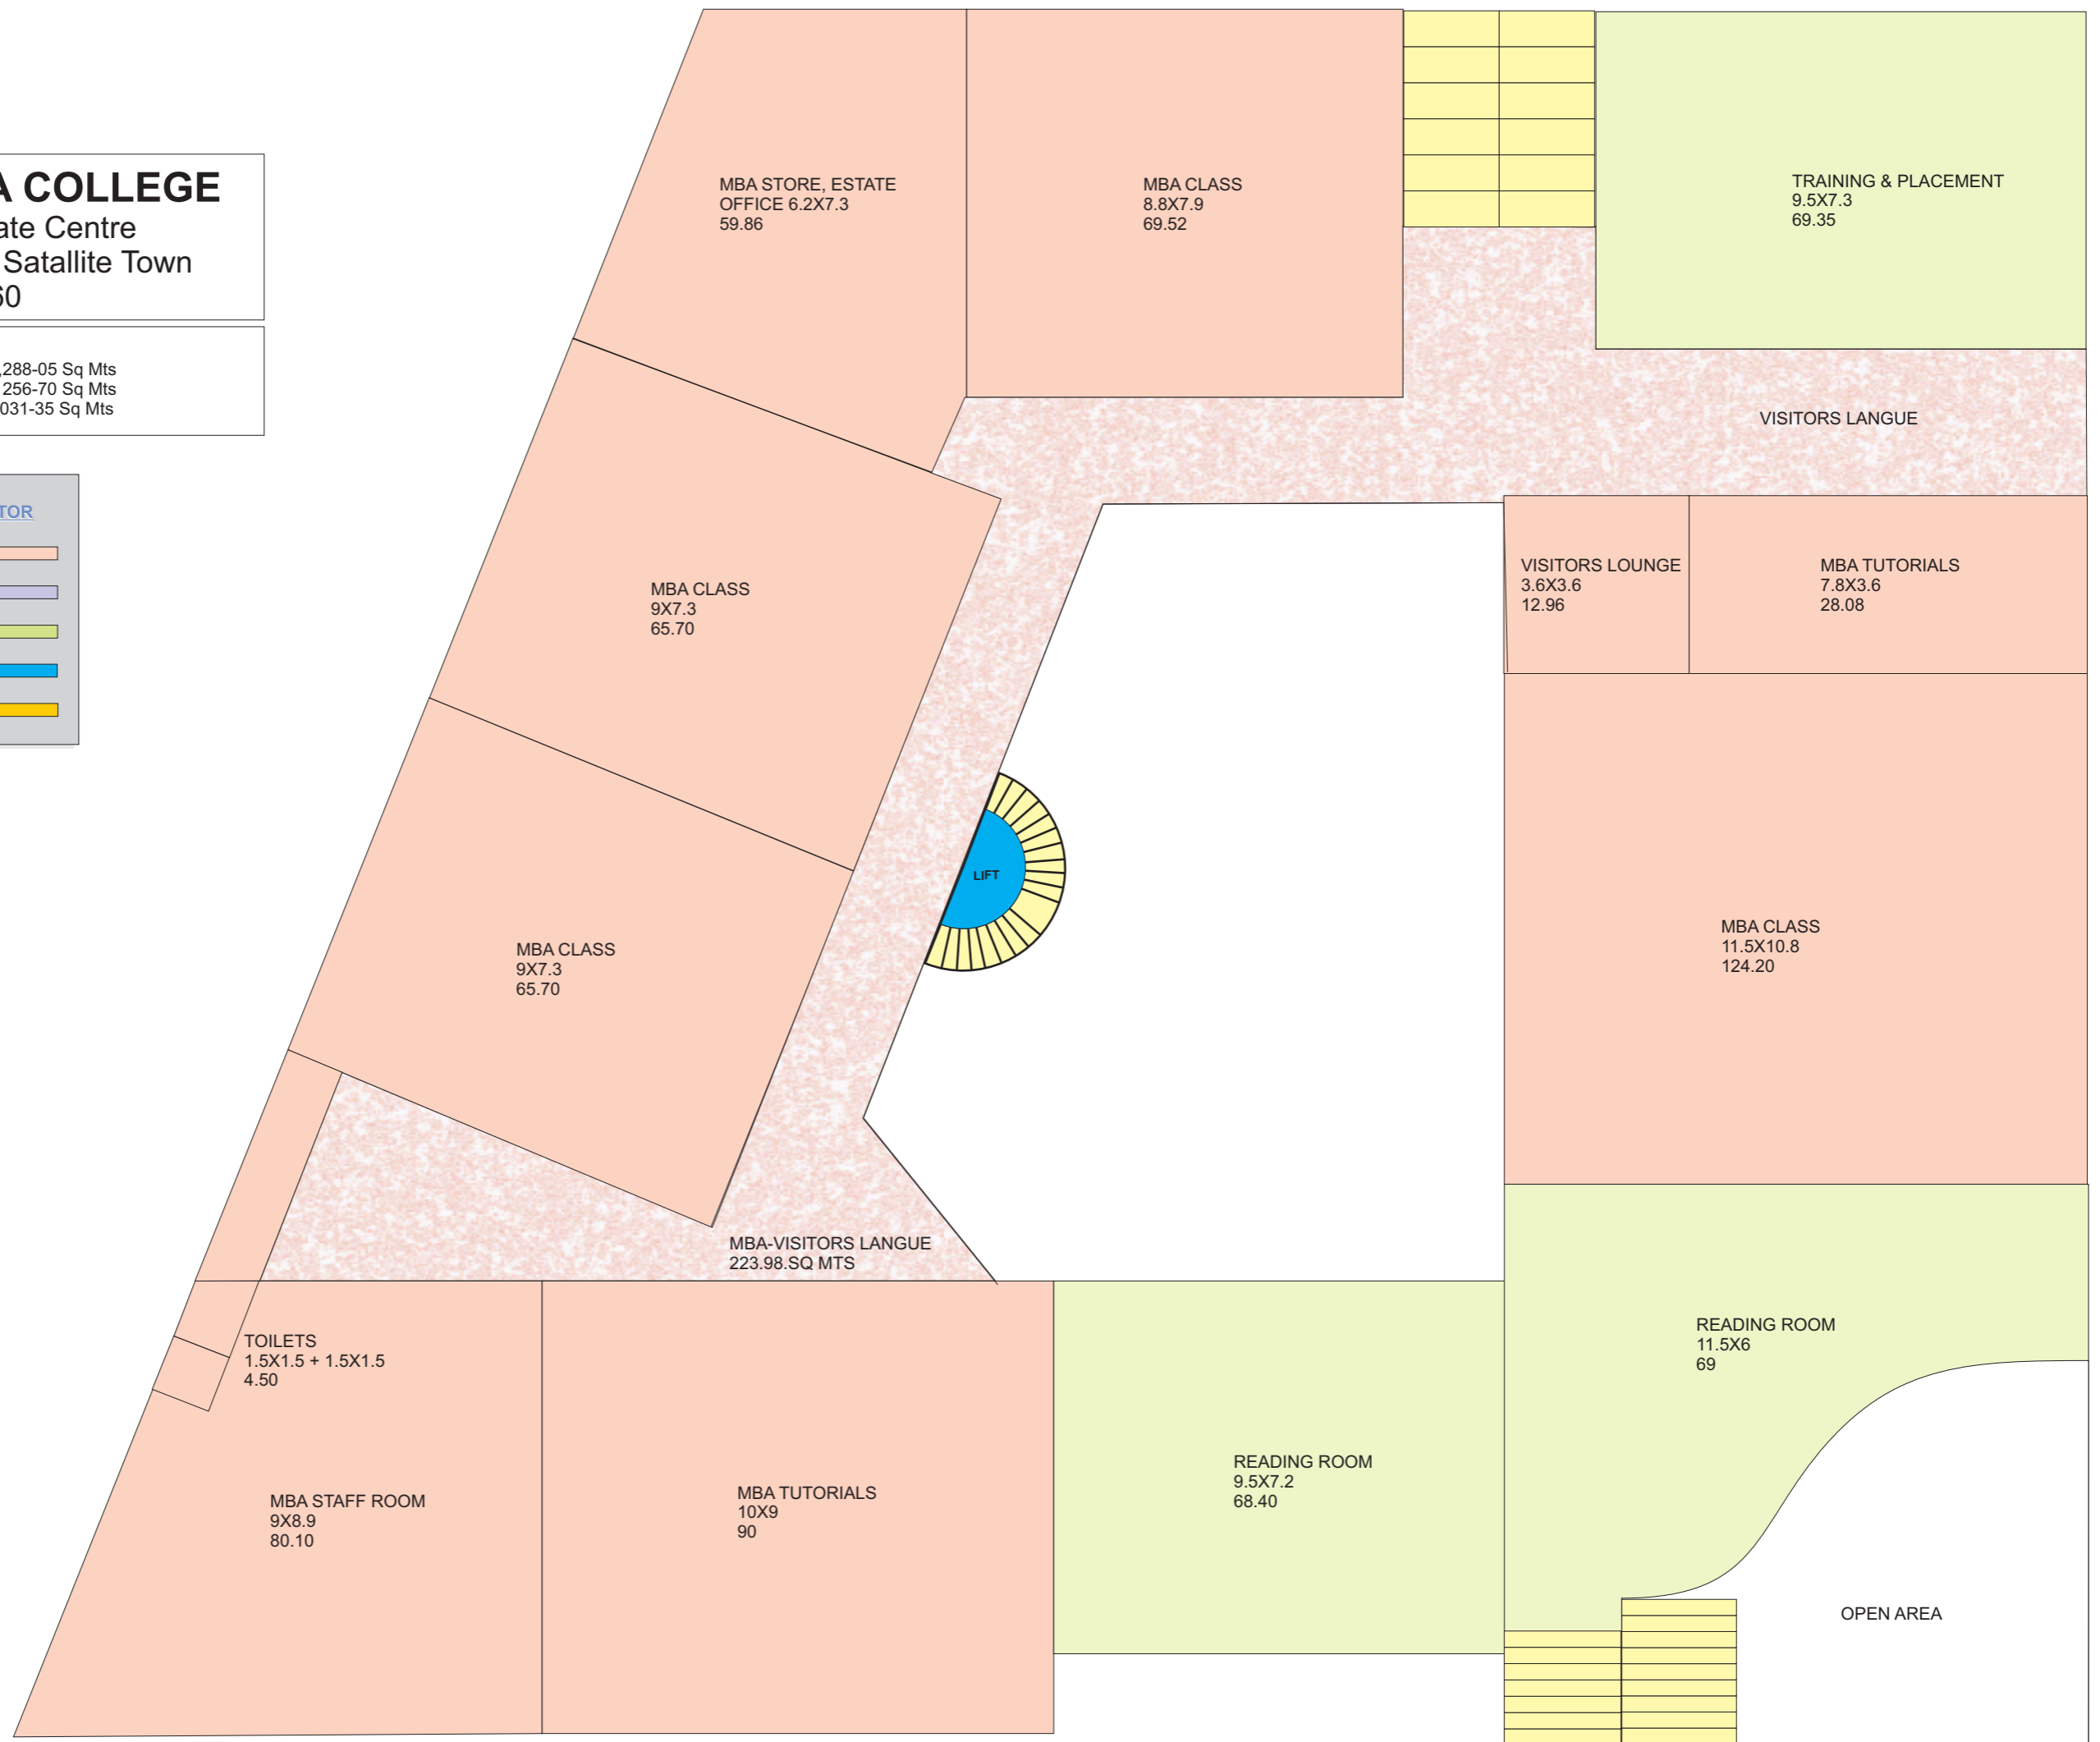 A COLLEGE
ate Centre
Satallite Town
60
,288-05 Sq Mts
256-70 Sq Mts
031-35 Sq Mts
TOR
MBA STORE, ESTATE
OFFICE 6.2X7.3
59.86
MBA CLASS
8.8X7.9
69.52
TRAINING & PLACEMENT
9.5X7.3
69.35
VISITORS LANGUE
MBA CLASS
9X7.3
65.70
VISITORS LOUNGE
3.6X3.6
12.96
MBA TUTORIALS
7.8X3.6
28.08
LIFT
MBA CLASS
9X7.3
65.70
MBA CLASS
11.5X10.8
124.20
MBA-VISITORS LANGUE
223.98.SQ MTS
TOILETS
1.5X1.5 + 1.5X1.5
4.50
READING ROOM
11.5X6
69
MBA STAFF ROOM
9X8.9
80.10
MBA TUTORIALS
10X9
90
READING ROOM
9.5X7.2
68.40
OPEN AREA